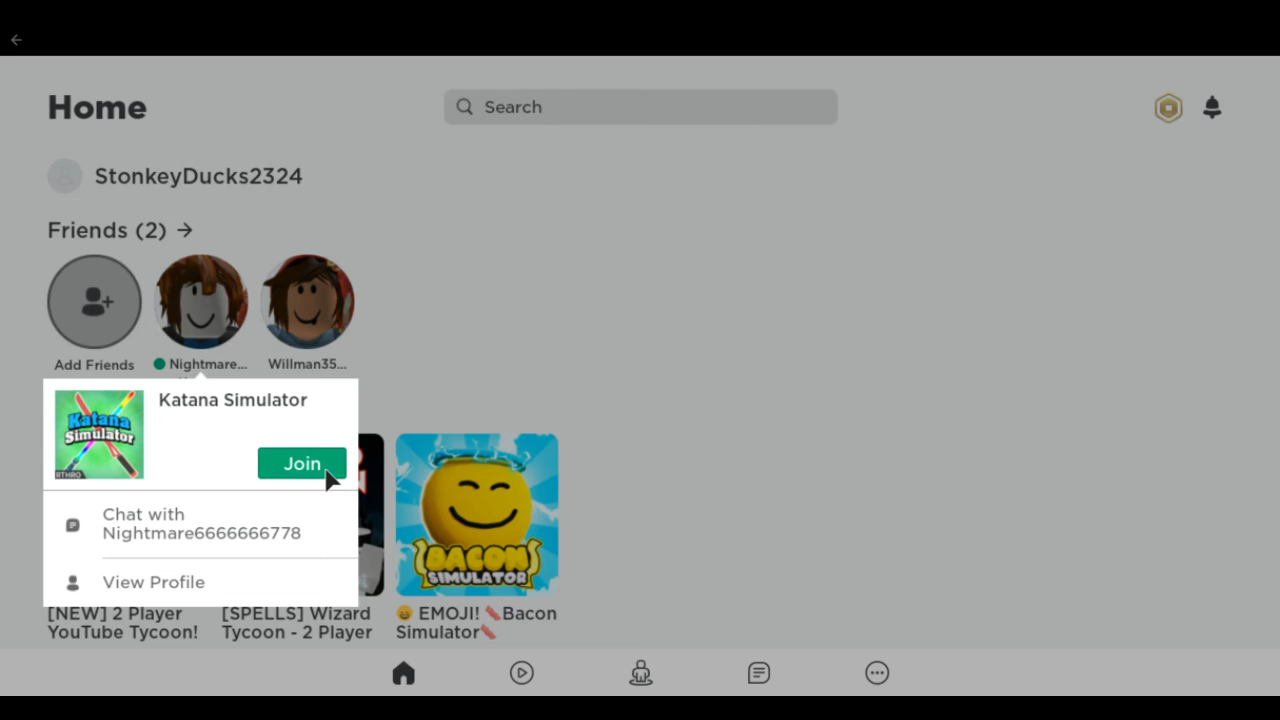 Home
Search
StonkeyDucks2324
Friends (2)
Add Friends
Nightmare...
Willman35...
Katana Simulator
Katana
Simulator
RTHRO
Join
Chat with
Nightmare6666666778
View Profile
BACON
SIMULATOR
[NEW] 2 Player
YouTube Tycoon!
[SPELLS] Wizard
Tycoon - 2 Player
😀 EMOJI! 🥓Bacon
Simulator🥓